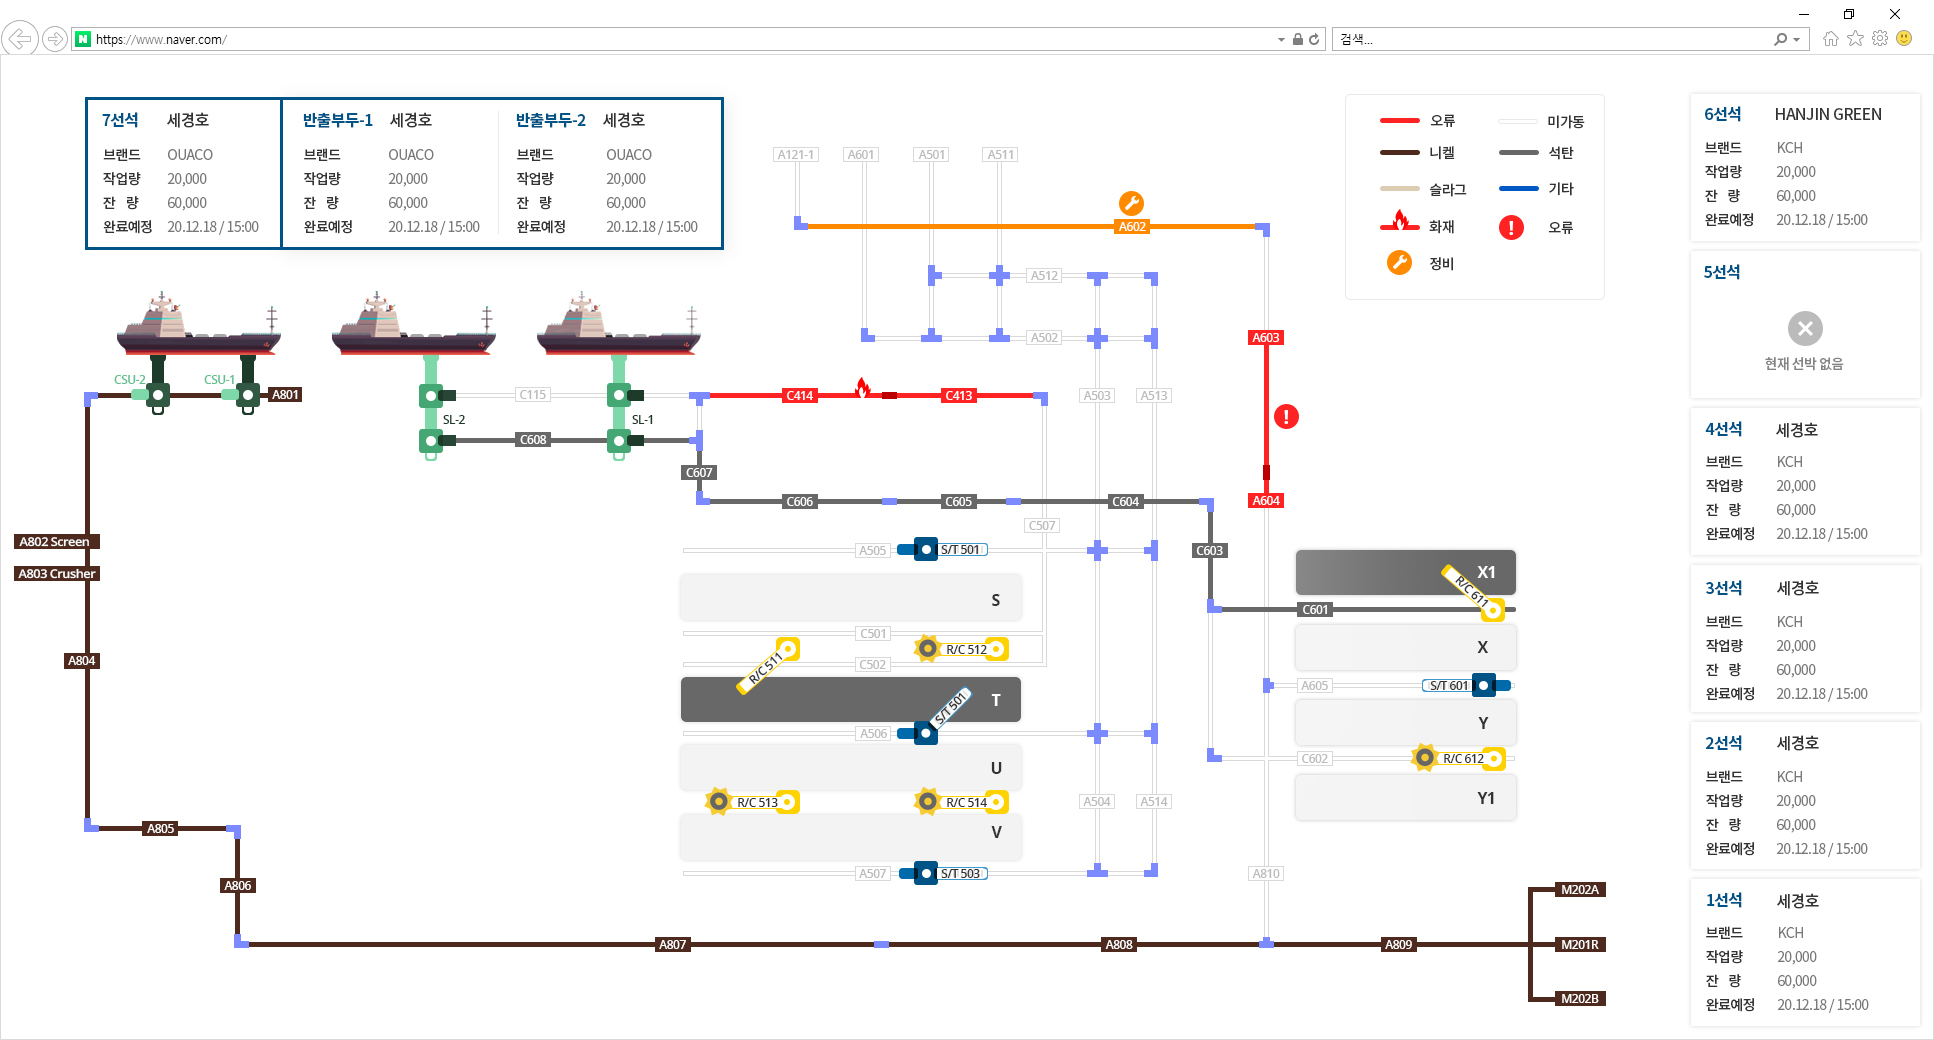 https://www.naver.com/
검색...
7선석 세경호
브랜드 OUACO
작업량 20,000
잔 량 60,000
완료예정 20.12.18 / 15:00
반출부두-1 세경호
브랜드 OUACO
작업량 20,000
잔 량 60,000
완료예정 20.12.18 / 15:00
반출부두-2 세경호
브랜드 OUACO
작업량 20,000
잔 량 60,000
완료예정 20.12.18 / 15:00
A121-1 A601 A501 A511
오류 미가동
니켈 석탄
슬라그 기타
화재 오류
정비
A602
A512
A603
A502
CSU-2 CSU-1
A801
C115
C414 C413
A503 A513
SL-2 SL-1
C608
C607
C606 C605 C604
A604
C507
A802 Screen
A803 Crusher
A505 S/T 501
C603
S
X1
R/C 611
C601
C501
R/C 511
R/C 512
X
C502
A804
T
S/T 501
A605 S/T 601
A506
Y
U
C602 R/C 612
R/C 513 R/C 514
A504 A514
Y1
V
A805
A507 S/T 503
A810
A806
M202A
A807 A808 A809 M201R
M202B
6선석 HANJIN GREEN
브랜드 KCH
작업량 20,000
잔 량 60,000
완료예정 20.12.18 / 15:00
5선석
현재 선박 없음
4선석 세경호
브랜드 KCH
작업량 20,000
잔 량 60,000
완료예정 20.12.18 / 15:00
3선석 세경호
브랜드 KCH
작업량 20,000
잔 량 60,000
완료예정 20.12.18 / 15:00
2선석 세경호
브랜드 KCH
작업량 20,000
잔 량 60,000
완료예정 20.12.18 / 15:00
1선석 세경호
브랜드 KCH
작업량 20,000
잔 량 60,000
완료예정 20.12.18 / 15:00